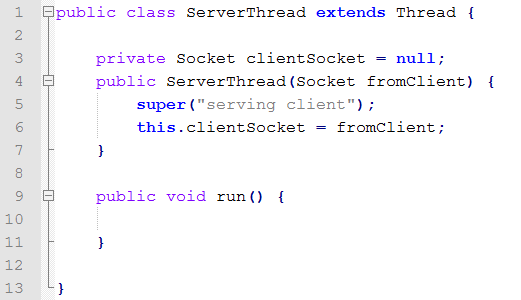 1 public class ServerThread extends Thread {
2
3     private Socket clientSocket = null;
4     public ServerThread(Socket fromClient) {
5         super("serving client");
6         this.clientSocket = fromClient;
7     }
8
9     public void run() {
10
11     }
12
13 }